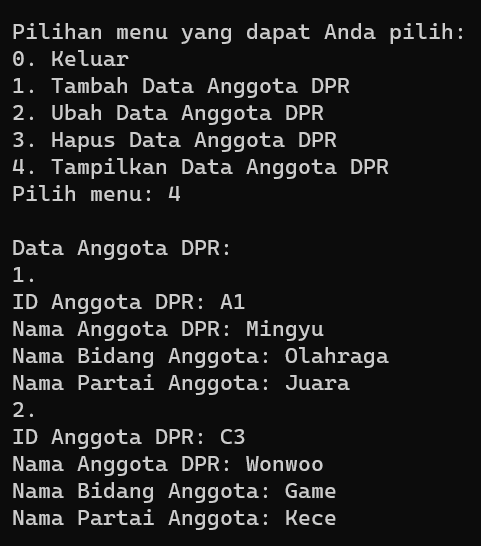 Pilihan menu yang dapat Anda pilih:
0. Keluar
1. Tambah Data Anggota DPR
2. Ubah Data Anggota DPR
3. Hapus Data Anggota DPR
4. Tampilkan Data Anggota DPR
Pilih menu: 4
Data Anggota DPR:
1.
ID Anggota DPR: A1
Nama Anggota DPR: Mingyu
Nama Bidang Anggota: Olahraga
Nama Partai Anggota: Juara
2.
ID Anggota DPR: C3
Nama Anggota DPR: Wonwoo
Nama Bidang Anggota: Game
Nama Partai Anggota: Kece